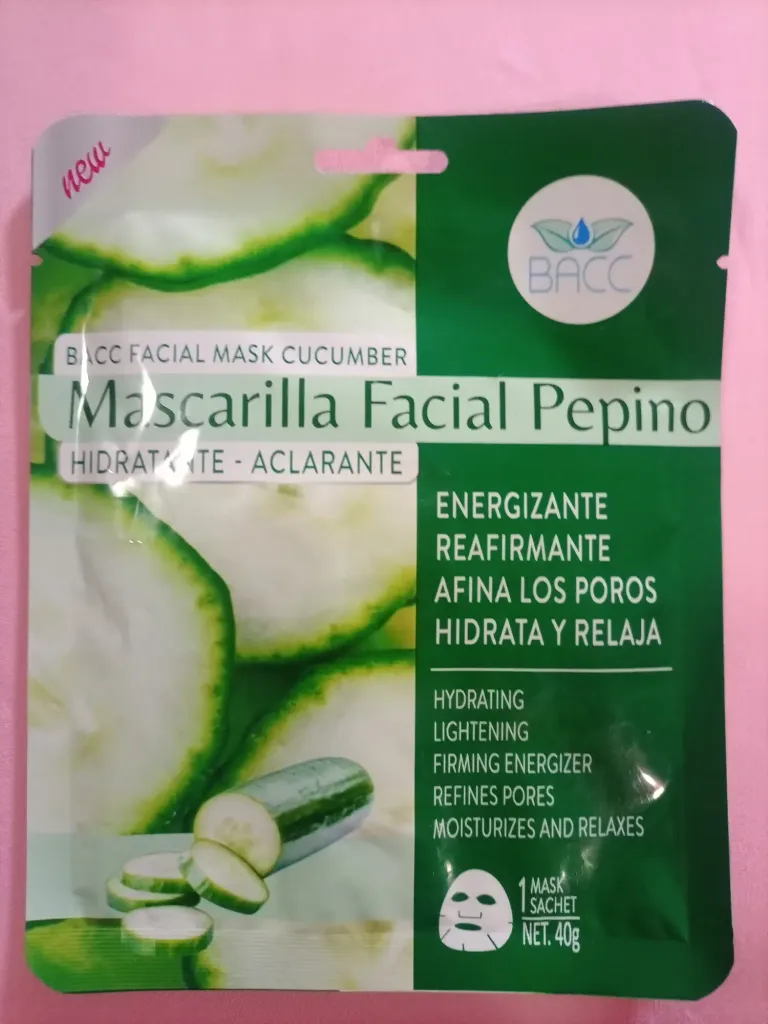 new
BACC
BACC FACIAL MASK CUCUMBER
Mascarilla Facial Pepino
HIDRATANTE - ACLARANTE
ENERGIZANTE
REAFIRMANTE
AFINA LOS POROS
HIDRATA Y RELAJA
HYDRATING
LIGHTENING
FIRMING ENERGIZER
REFINES PORES
MOISTURIZES AND RELAXES
1 MASK
SACHET
NET. 40g